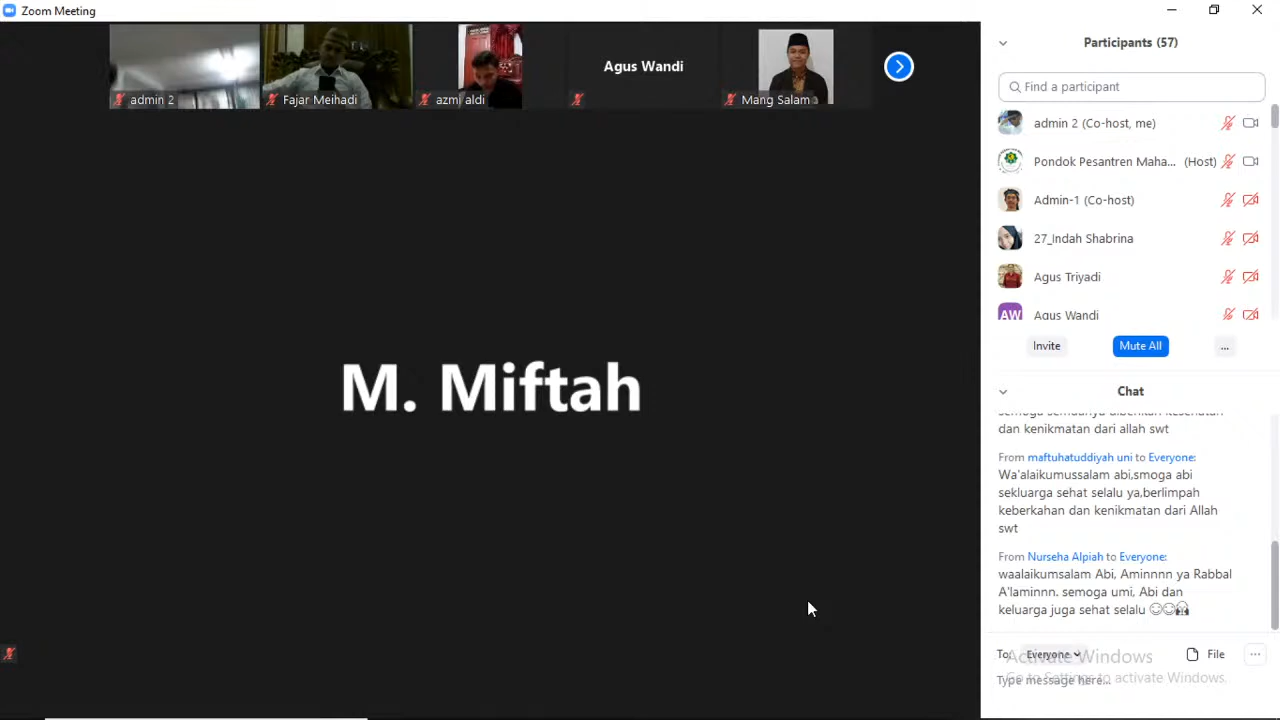 Zoom Meeting
admin 2
Fajar Meihadi
azmi aldi
Agus Wandi
Mang Salam
M. Miftah
Participants (57)
Find a participant
admin 2 (Co-host, me)
Pondok Pesantren Maha... (Host)
Admin-1 (Co-host)
27_Indah Shabrina
Agus Triyadi
AW Agus Wandi
Invite
Mute All
...
Chat
dan kenikmatan dari allah swt
From maftuhatuddiyah uni to Everyone:
Wa'alaikumussalam abi,smoga abi
sekluarga sehat selalu ya,berlimpah
keberkahan dan kenikmatan dari Allah
swt
From Nurseha Alpiah to Everyone:
waalaikumsalam Abi, Aminnnn ya Rabbal
A'laminnn. semoga umi, Abi dan
keluarga juga sehat selalu 😊😊🙏
To: Everyone
File
Activate Windows
Type message here...
Go to Settings to activate Windows.